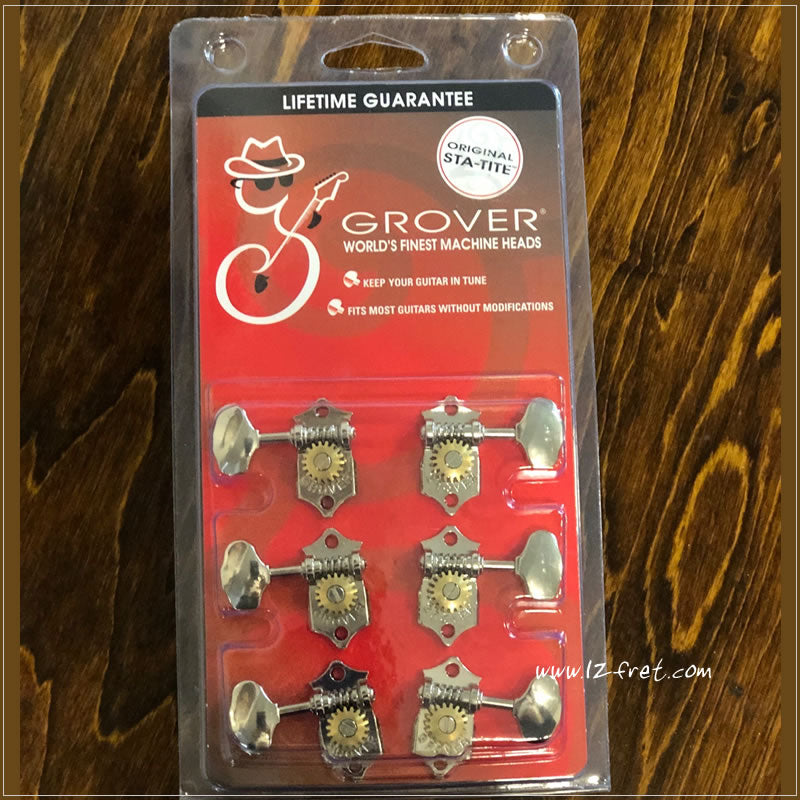 LIFETIME GUARANTEE
ORIGINAL
STA-TITE™
GROVER®
WORLD'S FINEST MACHINE HEADS
KEEP YOUR GUITAR IN TUNE
FITS MOST GUITARS WITHOUT MODIFICATIONS
www.12-fret.com